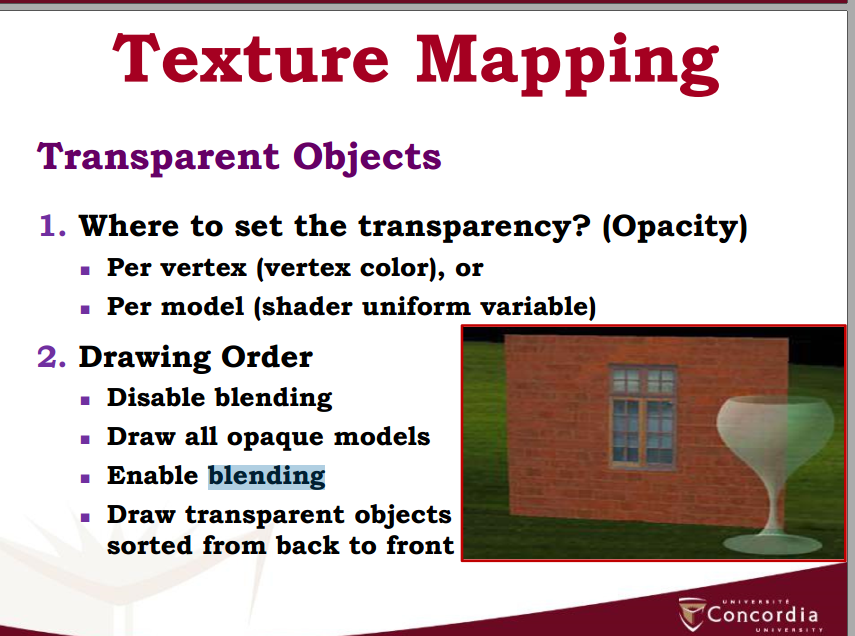 Texture Mapping
Transparent Objects
1. Where to set the transparency? (Opacity)
▪ Per vertex (vertex color), or
▪ Per model (shader uniform variable)
2. Drawing Order
▪ Disable blending
▪ Draw all opaque models
▪ Enable blending
▪ Draw transparent objects
sorted from back to front
UNIVERSITÉ
Concordia
UNIVERSITY